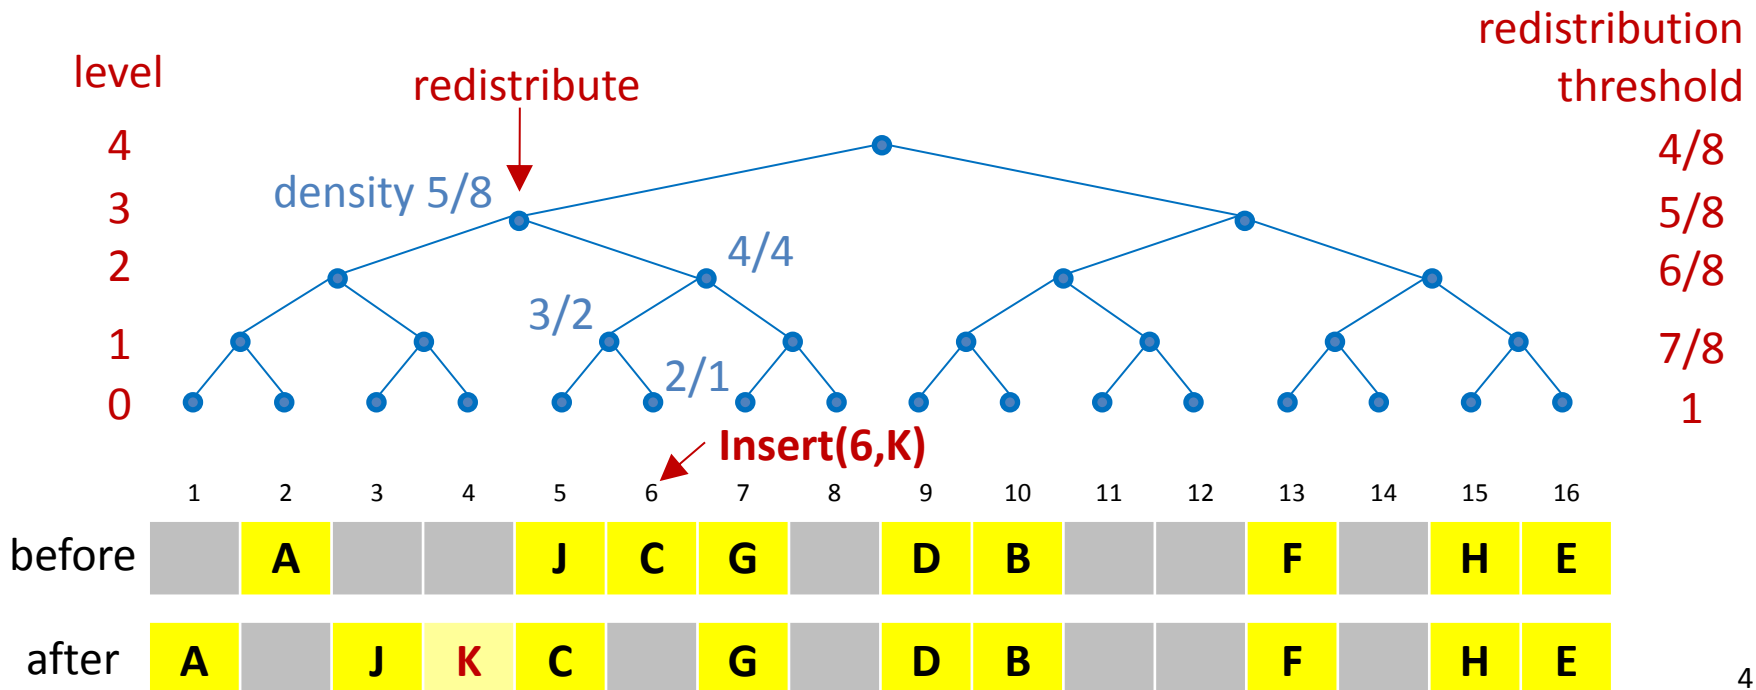 redistribution
threshold
level
redistribute
4
4/8
density 5/8
3
5/8
4/4
2
6/8
3/2
1
7/8
2/1
0
1
Insert(6,K)
1 2 3 4 5 6 7 8 9 10 11 12 13 14 15 16
before A J C G D B F H E
after A J K C G D B F H E
4